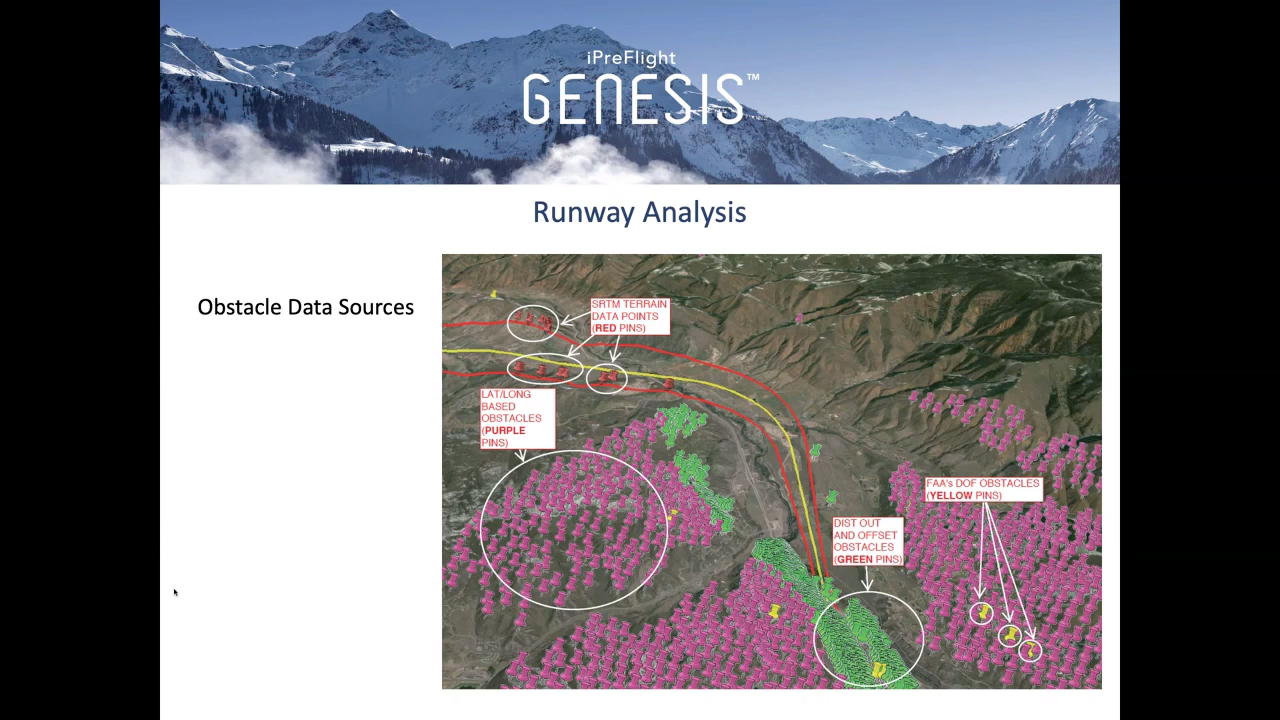 iPreFlight
GENESIS™
Runway Analysis
Obstacle Data Sources
SRTM TERRAIN
DATA POINTS
(RED PINS)
LAT/LONG
BASED
OBSTACLES
(PURPLE
PINS)
FAA's DOF OBSTACLES
(YELLOW PINS)
DIST OUT
AND OFFSET
OBSTACLES
(GREEN PINS)